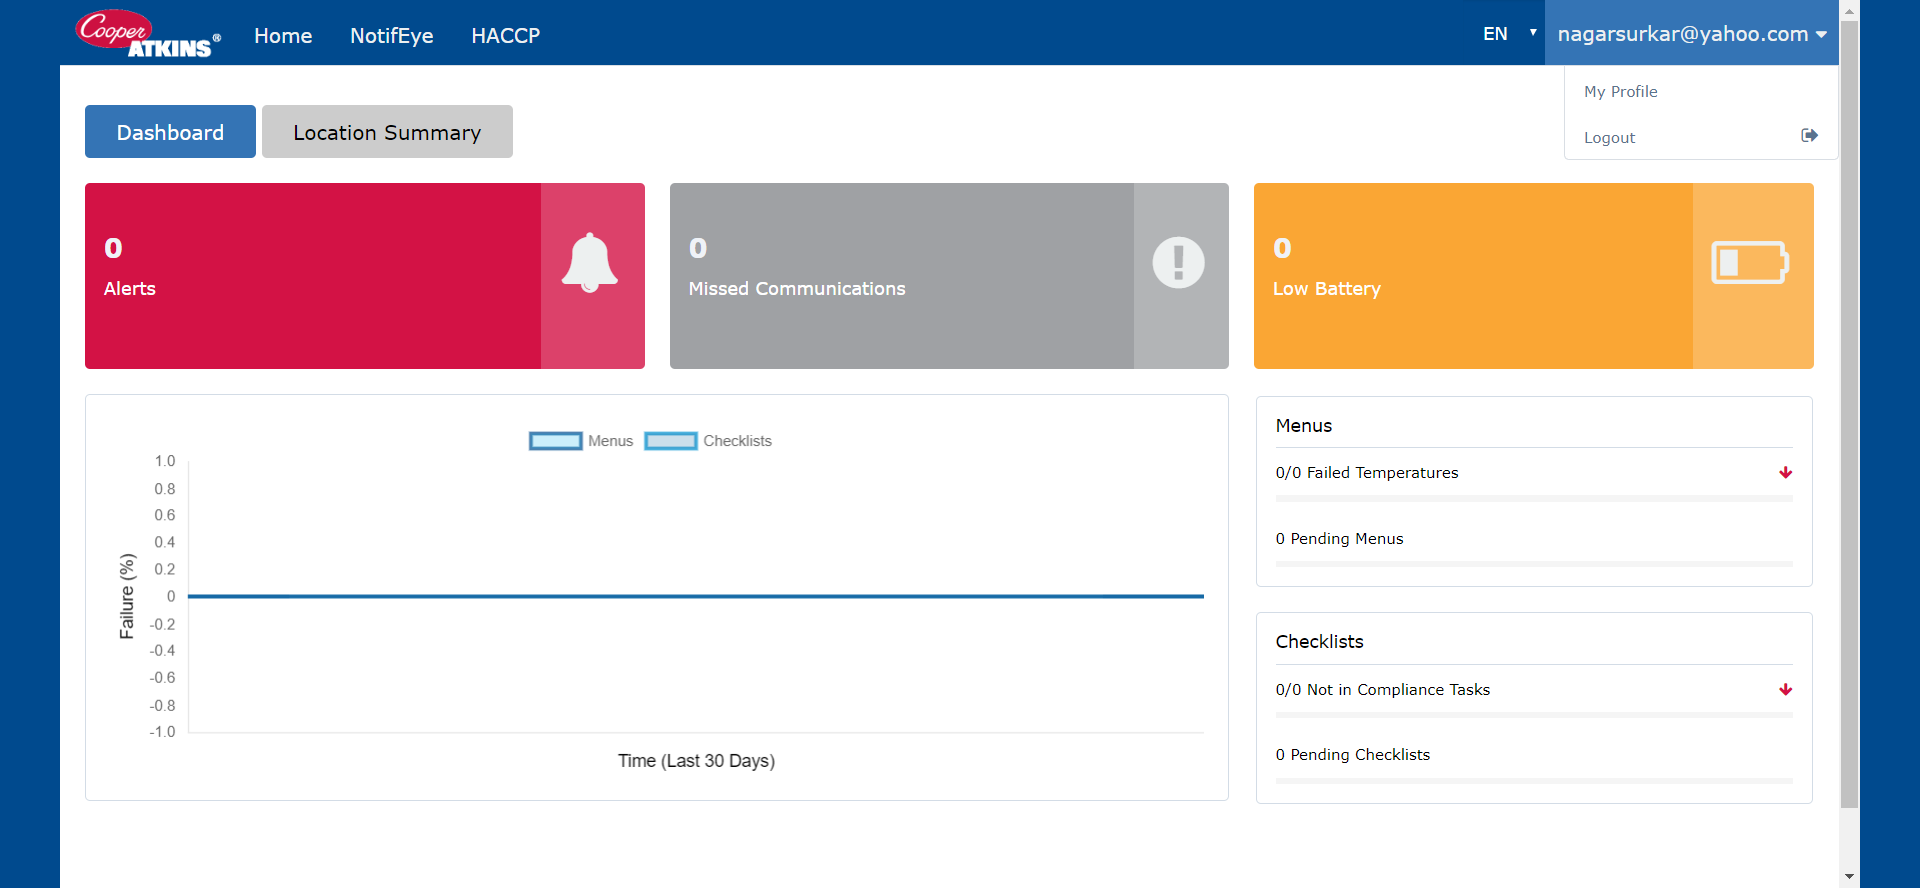 Cooper
ATKINS®
Home
NotifEye
HACCP
EN
nagarsurkar@yahoo.com
My Profile
Logout
Dashboard
Location Summary
0
Alerts
0
Missed Communications
0
Low Battery
Menus
Checklists
1.0
0.8
0.6
0.4
0.2
0
-0.2
-0.4
-0.6
-0.8
-1.0
Failure (%)
Time (Last 30 Days)
Menus
0/0 Failed Temperatures
0 Pending Menus
Checklists
0/0 Not in Compliance Tasks
0 Pending Checklists